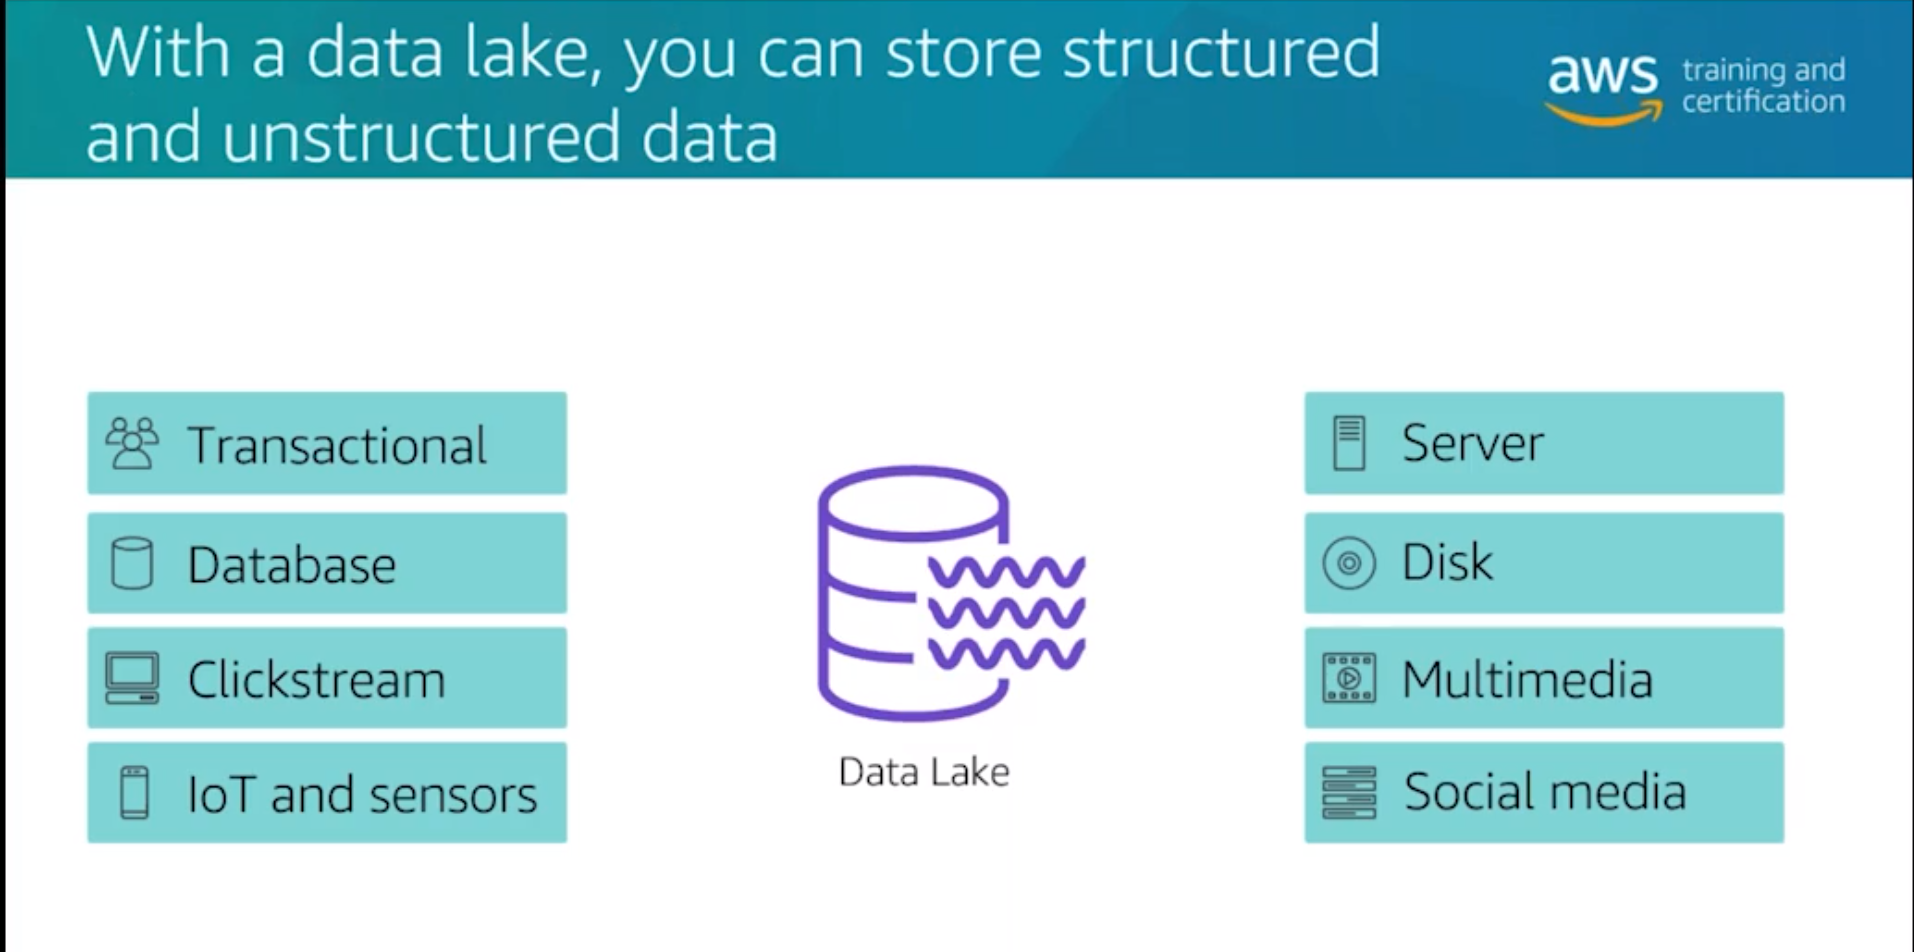 With a data lake, you can store structured
and unstructured data
aws training and
certification
Transactional
Database
Clickstream
IoT and sensors
Data Lake
Server
Disk
Multimedia
Social media